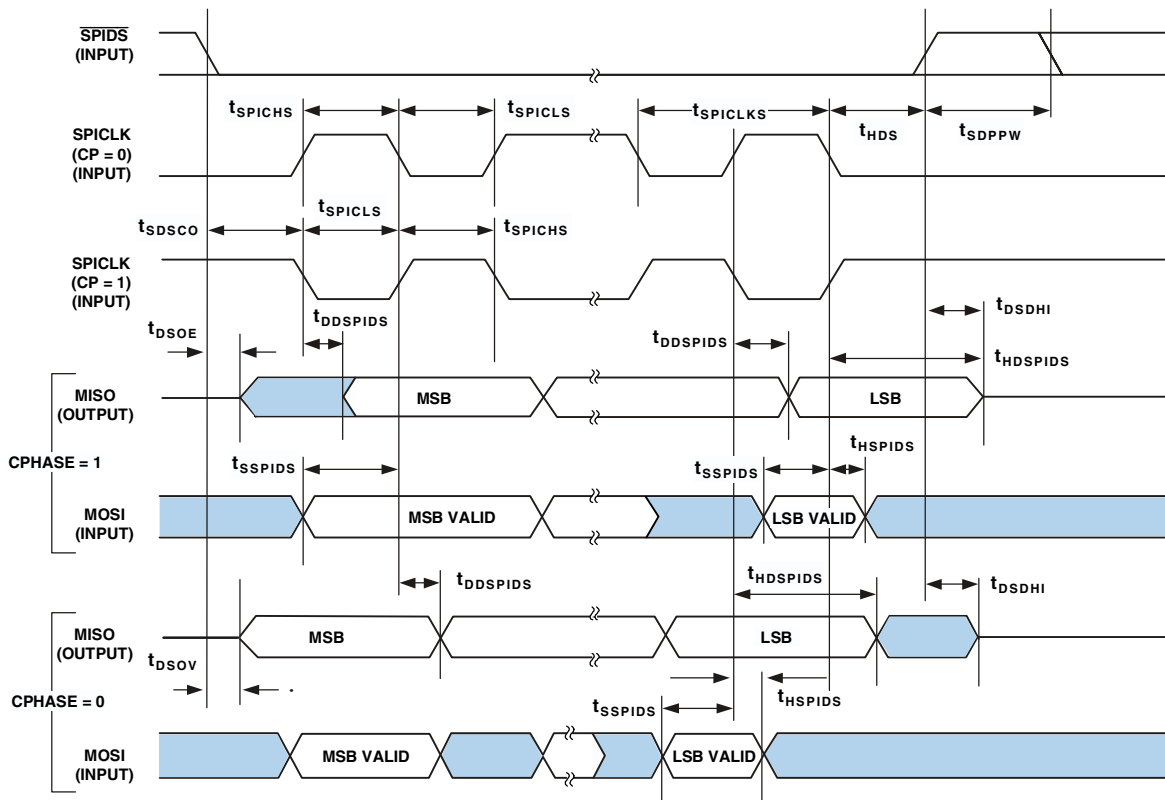 SPIDS
(INPUT)
tSPICHS
tSPICLS
tSPICLKS
tHDS
tSDPPW
SPICLK
(CP = 0)
(INPUT)
tSPICLS
tSDSCO
tSPICHS
SPICLK
(CP = 1)
(INPUT)
tDSOE
tDDSPIDS
tDDSPIDS
tDSDHI
tHDSPIDS
MISO
(OUTPUT)
MSB
LSB
CPHASE = 1
tSSPIDS
tSSPIDS
tHSPIDS
MOSI
(INPUT)
MSB VALID
LSB VALID
tDDSPIDS
tHDSPIDS
tDSDHI
MISO
(OUTPUT)
MSB
LSB
tDSOV
CPHASE = 0
tSSPIDS
tHSPIDS
MOSI
(INPUT)
MSB VALID
LSB VALID